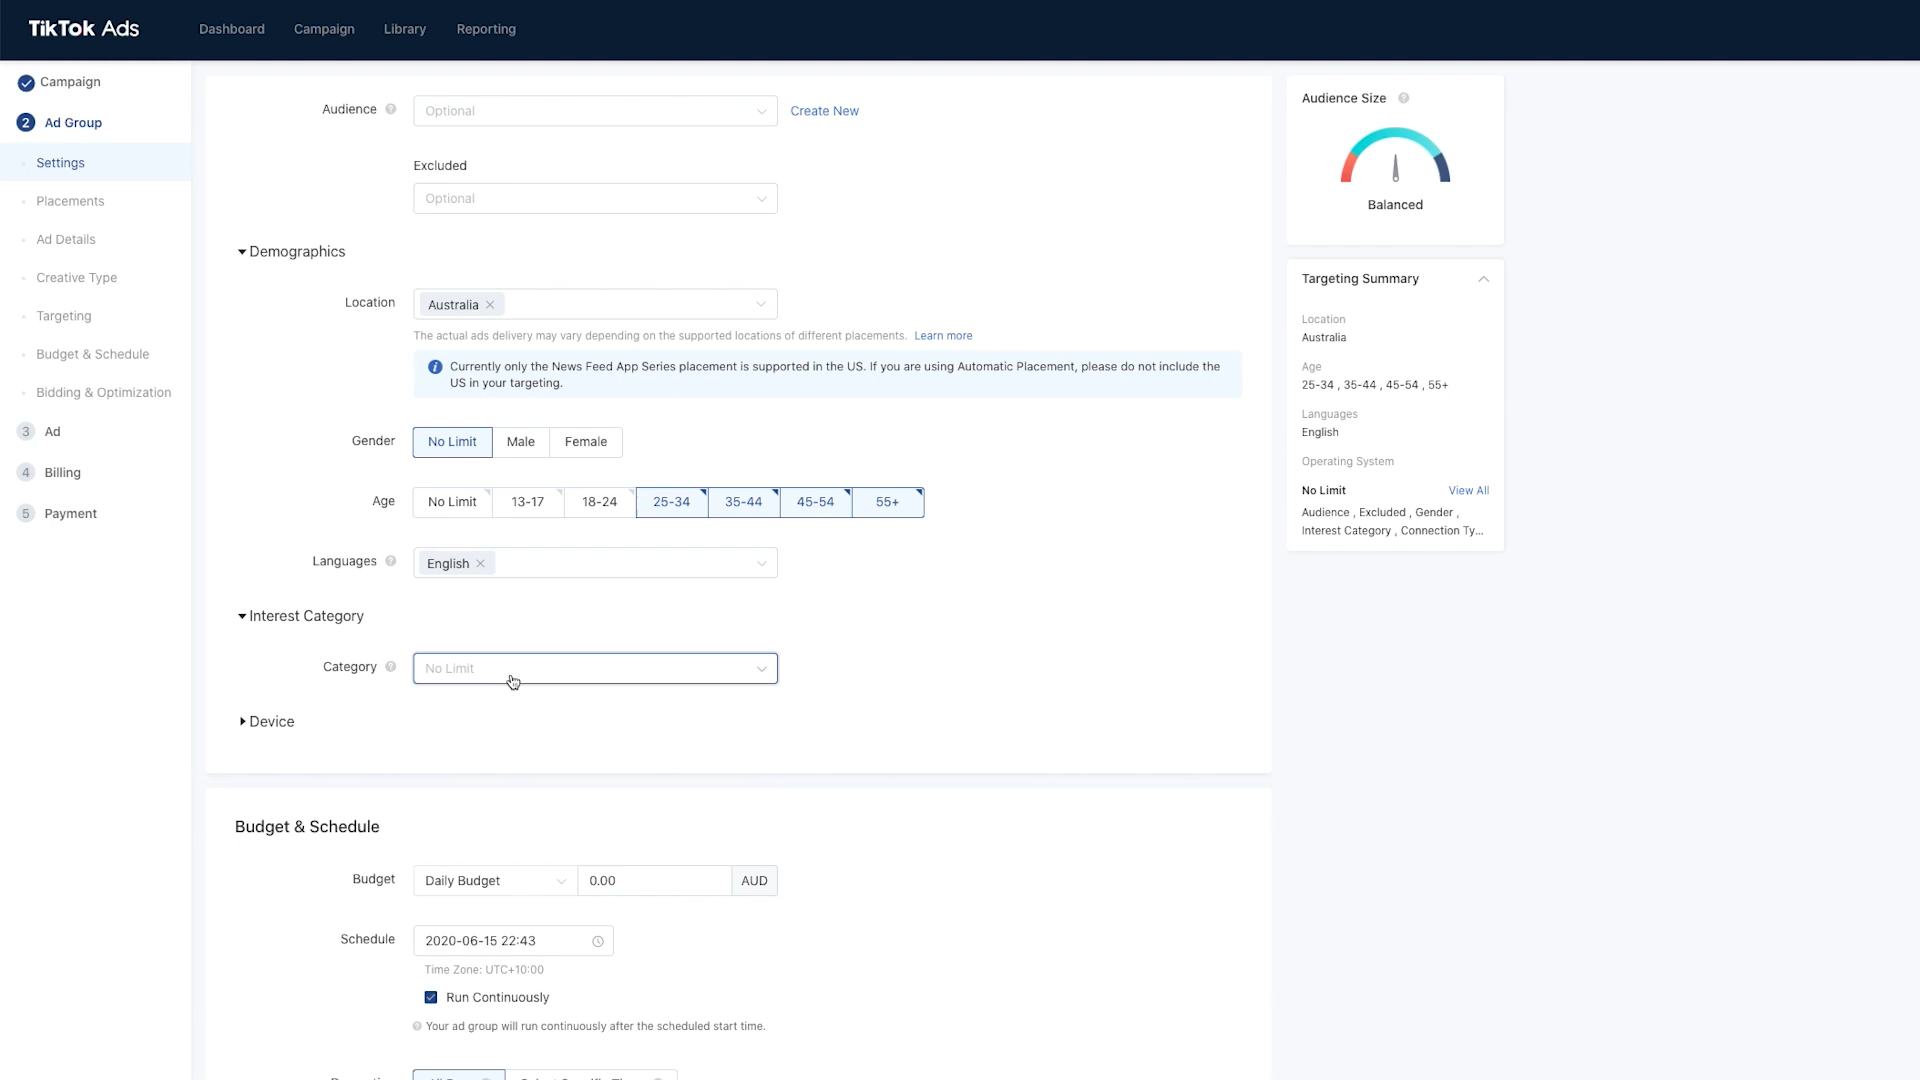 TikTok Ads
Dashboard
Campaign
Library
Reporting
Campaign
2 Ad Group
Settings
Placements
Ad Details
Creative Type
Targeting
Budget & Schedule
Bidding & Optimization
3 Ad
4 Billing
5 Payment
Audience ? Optional Create New
Excluded
Optional
Demographics
Location Australia ×
The actual ads delivery may vary depending on the supported locations of different placements. Learn more
Currently only the News Feed App Series placement is supported in the US. If you are using Automatic Placement, please do not include the
US in your targeting.
Gender No Limit Male Female
Age No Limit 13-17 18-24 25-34 35-44 45-54 55+
Languages ? English ×
Interest Category
Category ? No Limit
Device
Budget & Schedule
Budget Daily Budget 0.00 AUD
Schedule 2020-06-15 22:43
Time Zone: UTC+10:00
Run Continuously
? Your ad group will run continuously after the scheduled start time.
Audience Size ?
Balanced
Targeting Summary
Location
Australia
Age
25-34 , 35-44 , 45-54 , 55+
Languages
English
Operating System
No Limit View All
Audience , Excluded , Gender ,
Interest Category , Connection Ty...